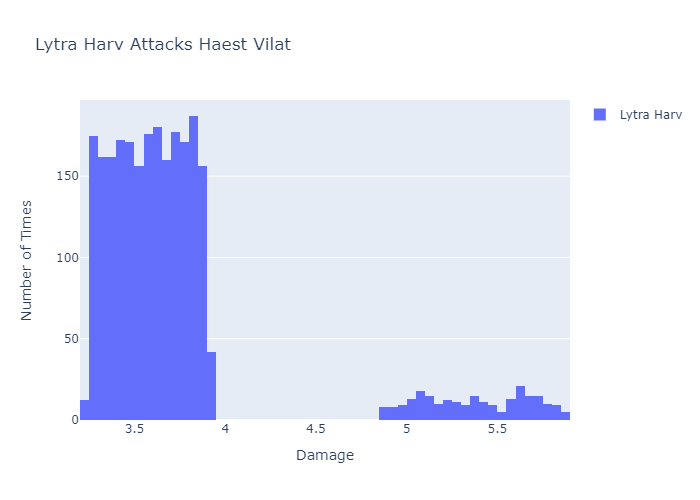 Lytra Harv Attacks Haest Vilat
Lytra Harv
150
100
50
0
3.5 4 4.5 5 5.5
Number of Times
Damage